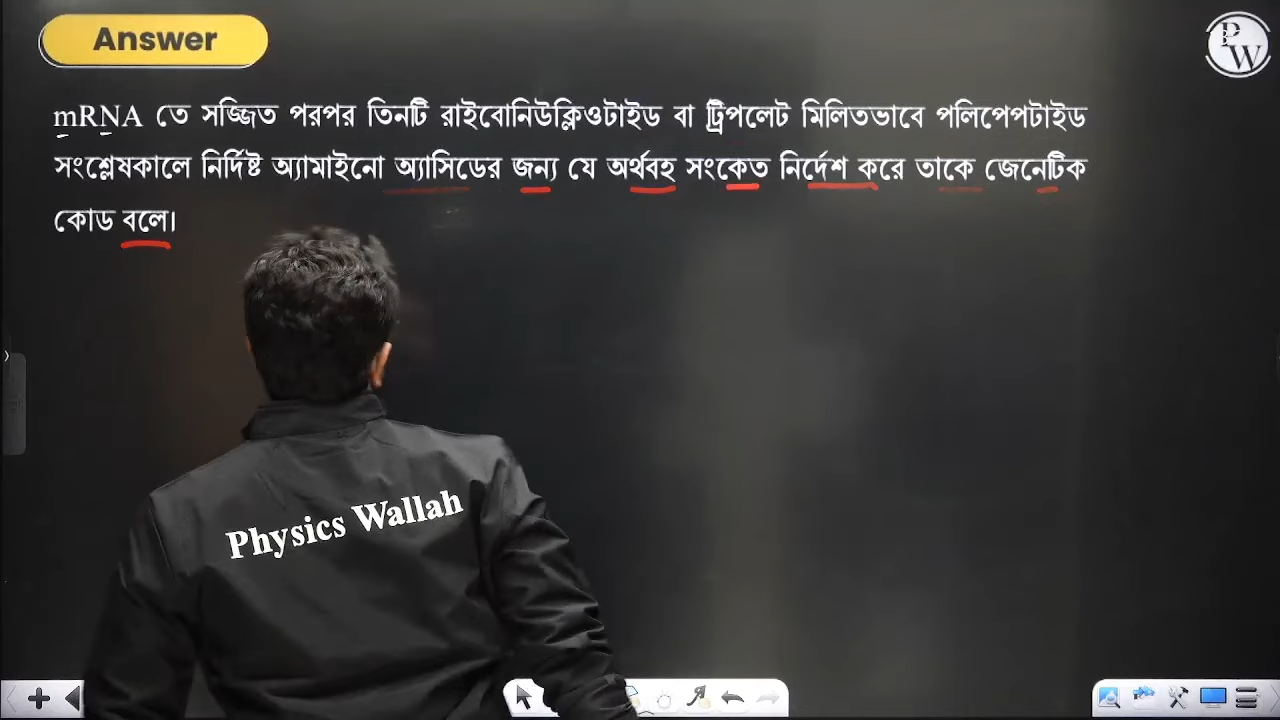 Answer
PW
mRNA তে সজ্জিত পরপর তিনটি রাইবোনিউক্লিওটাইড বা ট্রিপলেট মিলিতভাবে পলিপেপটাইড
সংশ্লেষকালে নির্দিষ্ট অ্যামাইনো অ্যাসিডের জন্য যে অর্থবহ সংকেত নির্দেশ করে তাকে জেনেটিক
কোড বলে।
Physics Wallah